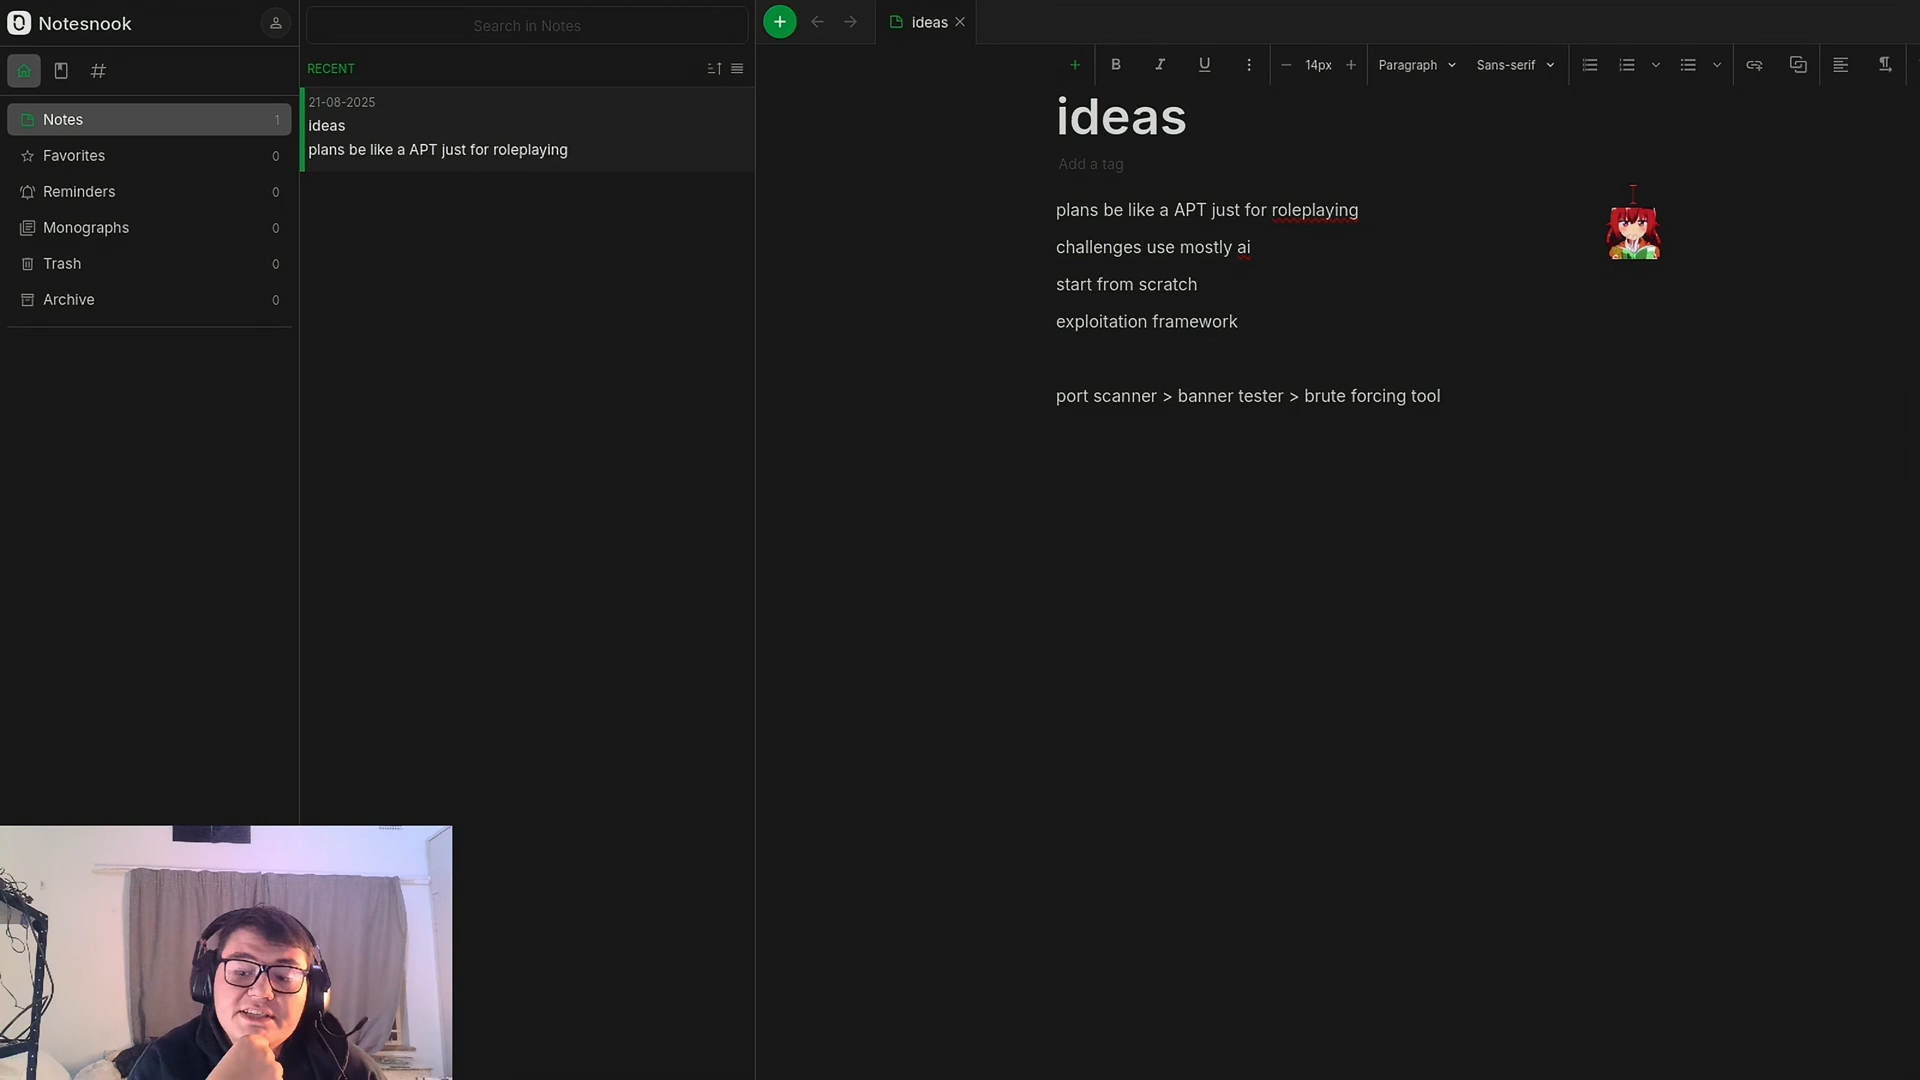 Notesnook
Search in Notes
ideas
B I U
14px
Paragraph
Sans-serif
RECENT
Notes 1
Favorites 0
Reminders 0
Monographs 0
Trash 0
Archive 0
21-08-2025
ideas
plans be like a APT just for roleplaying
ideas
Add a tag
plans be like a APT just for roleplaying
challenges use mostly ai
start from scratch
exploitation framework
port scanner > banner tester > brute forcing tool